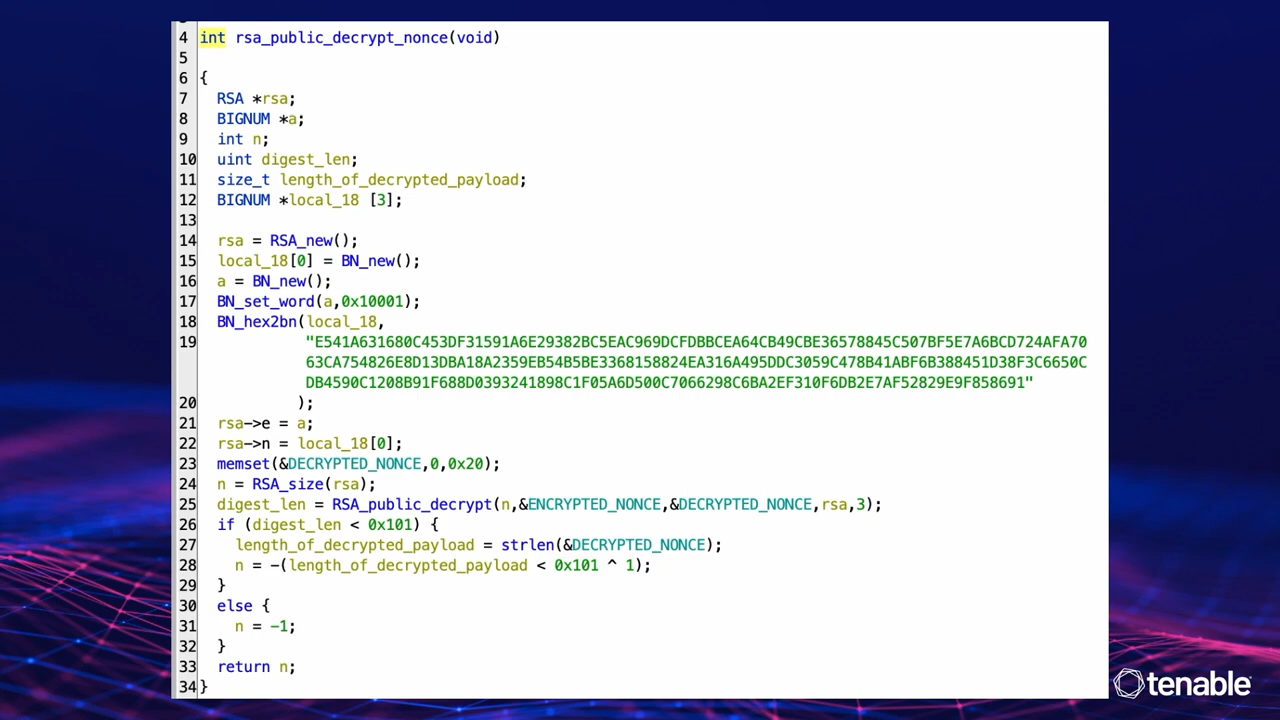 4 int rsa_public_decrypt_nonce(void)
5
6 {
7 RSA *rsa;
8 BIGNUM *a;
9 int n;
10 uint digest_len;
11 size_t length_of_decrypted_payload;
12 BIGNUM *local_18 [3];
13
14 rsa = RSA_new();
15 local_18[0] = BN_new();
16 a = BN_new();
17 BN_set_word(a,0x10001);
18 BN_hex2bn(local_18,
19 "E541A631680C453DF31591A6E29382BC5EAC969DCFDBBCEA64CB49CBE36578845C507BF5E7A6BCD724AFA70
63CA754826E8D13DBA18A2359EB54B5BE3368158824EA316A495DDC3059C478B41ABF6B388451D38F3C6650C
DB4590C1208B91F688D0393241898C1F05A6D500C7066298C6BA2EF310F6DB2E7AF52829E9F858691"
20 );
21 rsa->e = a;
22 rsa->n = local_18[0];
23 memset(&DECRYPTED_NONCE,0,0x20);
24 n = RSA_size(rsa);
25 digest_len = RSA_public_decrypt(n,&ENCRYPTED_NONCE,&DECRYPTED_NONCE,rsa,3);
26 if (digest_len < 0x101) {
27 length_of_decrypted_payload = strlen(&DECRYPTED_NONCE);
28 n = -(length_of_decrypted_payload < 0x101 ^ 1);
29 }
30 else {
31 n = -1;
32 }
33 return n;
34 }
tenable